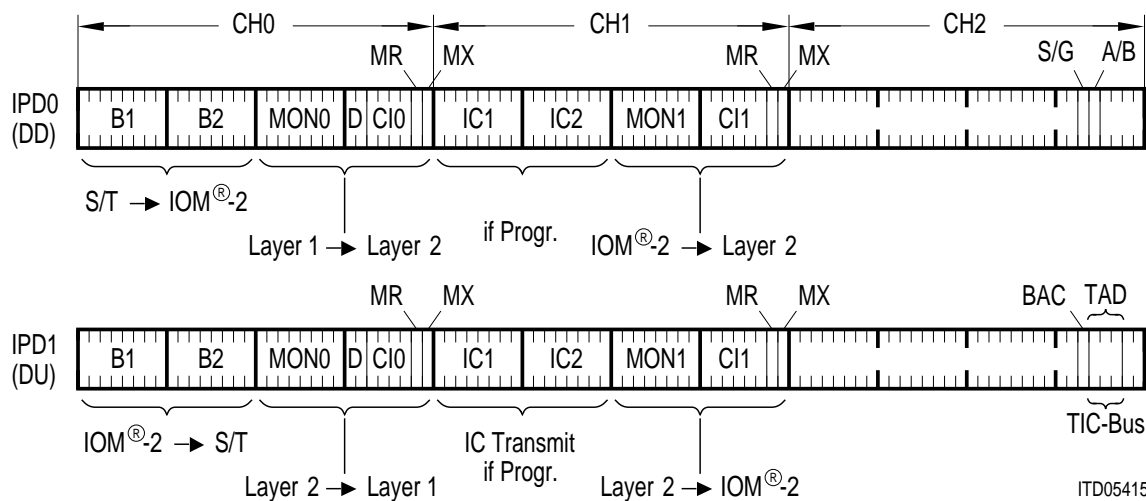 CH0 CH1 CH2
MR MX MR MX S/G A/B
IPD0
(DD)
B1 B2 MON0 D CI0 IC1 IC2 MON1 CI1
S/T → IOM®-2
if Progr.
Layer 1 → Layer 2 IOM®-2 → Layer 2
MR MX MR MX BAC TAD
IPD1
(DU)
B1 B2 MON0 D CI0 IC1 IC2 MON1 CI1
TIC-Bus
IOM®-2 → S/T IC Transmit
if Progr.
Layer 2 → Layer 1 Layer 2 → IOM®-2
ITD05415